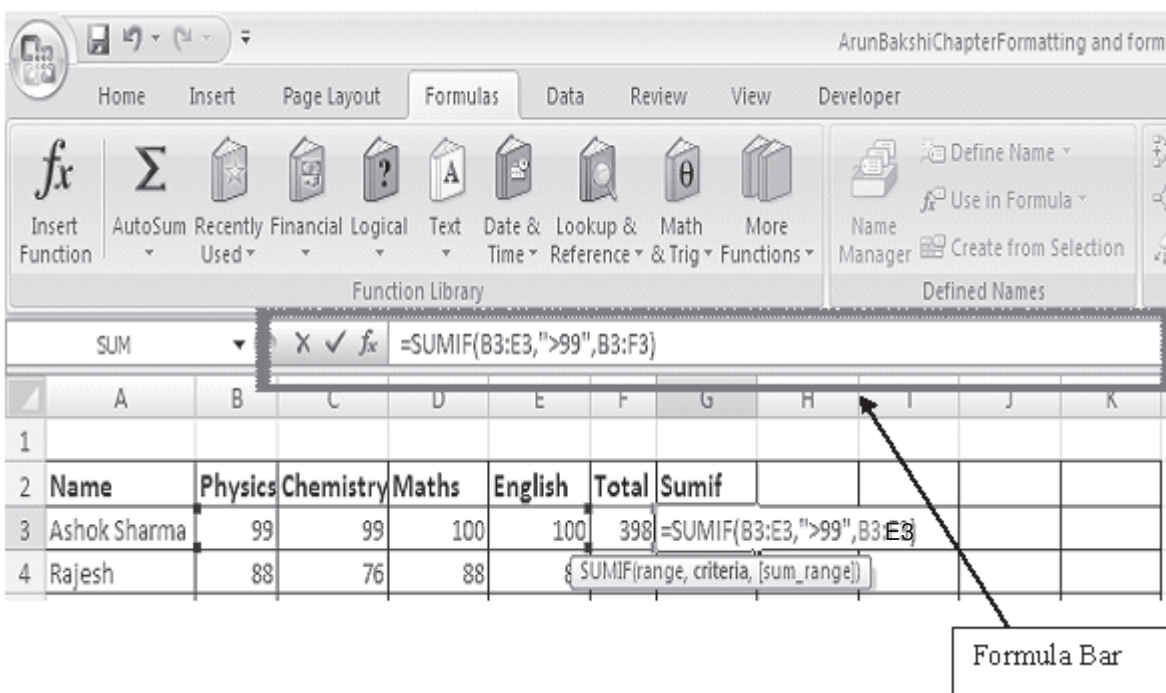 ArunBakshiChapterFormatting and form
Home Insert Page Layout Formulas Data Review View Developer
fx Σ ? A θ Define Name
fx Use in Formula
Insert Function AutoSum Recently Used Financial Logical Text Date & Time Lookup & Reference Math & Trig More Functions Name Manager Create from Selection
Function Library Defined Names
SUM X ✓ fx =SUMIF(B3:E3,">99",B3:F3)
A B C D E F G H I J K
1
2 Name Physics Chemistry Maths English Total Sumif
3 Ashok Sharma 99 99 100 100 398 =SUMIF(B3:E3,">99",B3:E3)
4 Rajesh 88 76 88 SUMIF(range, criteria, [sum_range])
Formula Bar